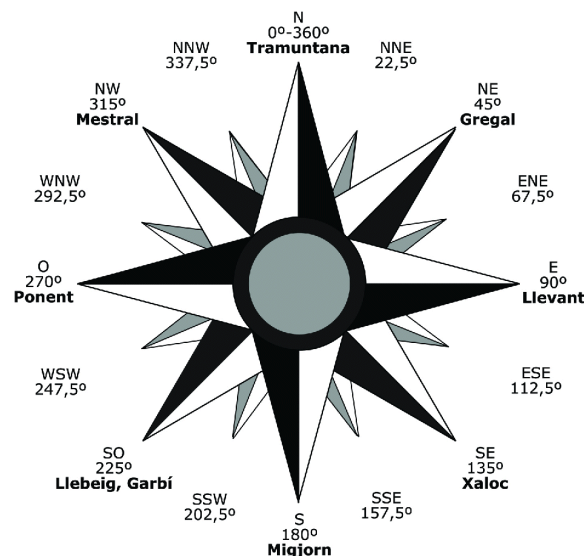 N
0º-360º
Tramuntana
NNW
337,5º
NNE
22,5º
NW
315º
Mestral
NE
45º
Gregal
WNW
292,5º
ENE
67,5º
O
270º
Ponent
E
90º
Llevant
WSW
247,5º
ESE
112,5º
SO
225º
Llebeig, Garbí
SE
135º
Xaloc
SSW
202,5º
SSE
157,5º
S
180º
Migjorn